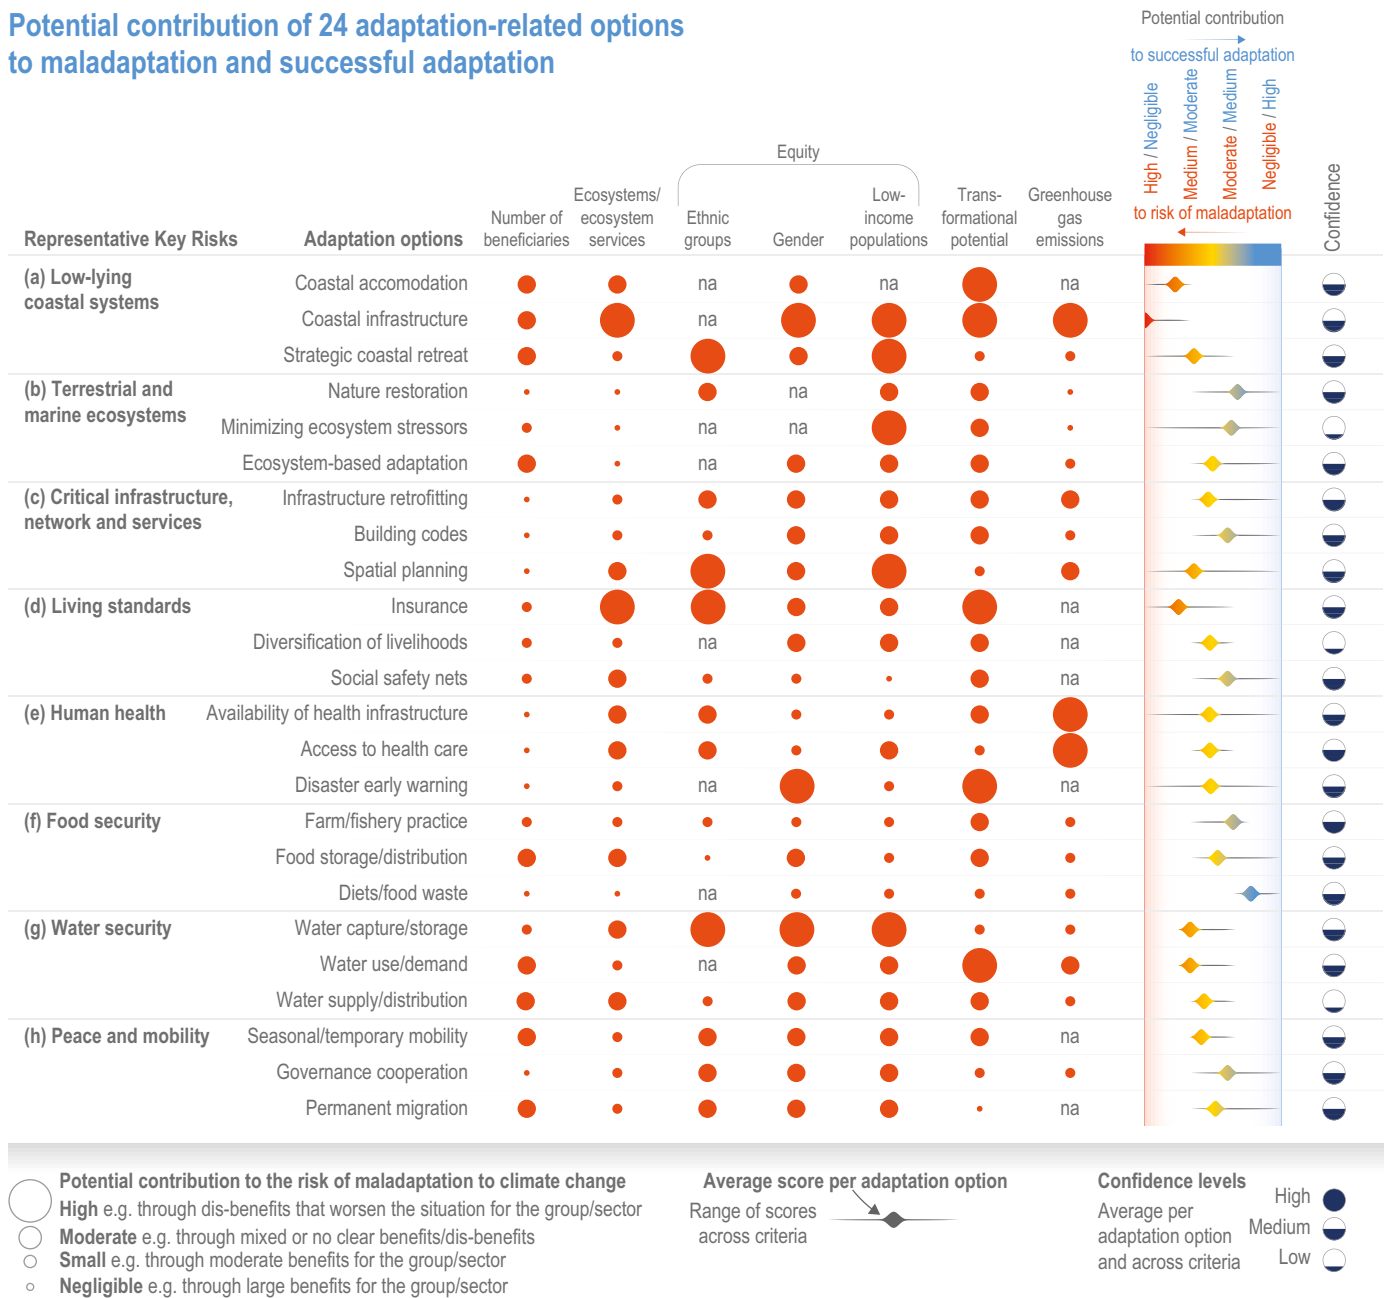 Potential contribution of 24 adaptation-related options
to maladaptation and successful adaptation
Potential contribution
to successful adaptation
High / Negligible
Medium / Moderate
Moderate / Medium
Negligible / High
to risk of maladaptation
Confidence
Equity
Representative Key Risks
Adaptation options
Number of
beneficiaries
Ecosystems/
ecosystem
services
Ethnic
groups
Gender
Low-
income
populations
Trans-
formational
potential
Greenhouse
gas
emissions
(a) Low-lying
coastal systems
Coastal accomodation na na na
Coastal infrastructure na
Strategic coastal retreat
(b) Terrestrial and
marine ecosystems
Nature restoration na
Minimizing ecosystem stressors na na
Ecosystem-based adaptation na
(c) Critical infrastructure,
network and services
Infrastructure retrofitting
Building codes
Spatial planning
(d) Living standards
Insurance na
Diversification of livelihoods na na
Social safety nets na
(e) Human health
Availability of health infrastructure
Access to health care
Disaster early warning na na
(f) Food security
Farm/fishery practice
Food storage/distribution
Diets/food waste na
(g) Water security
Water capture/storage
Water use/demand na
Water supply/distribution
(h) Peace and mobility
Seasonal/temporary mobility na
Governance cooperation
Permanent migration na
Potential contribution to the risk of maladaptation to climate change
High e.g. through dis-benefits that worsen the situation for the group/sector
Moderate e.g. through mixed or no clear benefits/dis-benefits
Small e.g. through moderate benefits for the group/sector
Negligible e.g. through large benefits for the group/sector
Average score per adaptation option
Range of scores
across criteria
Confidence levels
Average per
adaptation option
and across criteria
High
Medium
Low